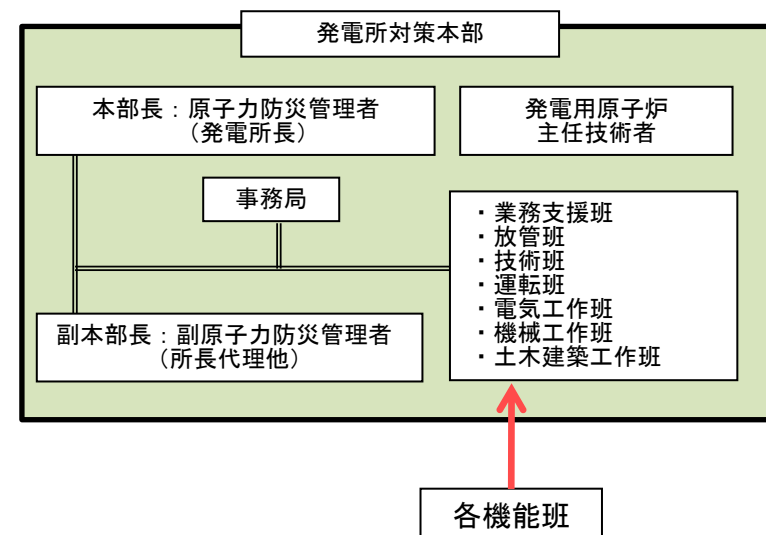 発電所対策本部
本部長：原子力防災管理者
（発電所長）
発電用原子炉
主任技術者
事務局
・業務支援班
・放管班
・技術班
・運転班
・電気工作班
・機械工作班
・土木建築工作班
副本部長：副原子力防災管理者
（所長代理他）
各機能班